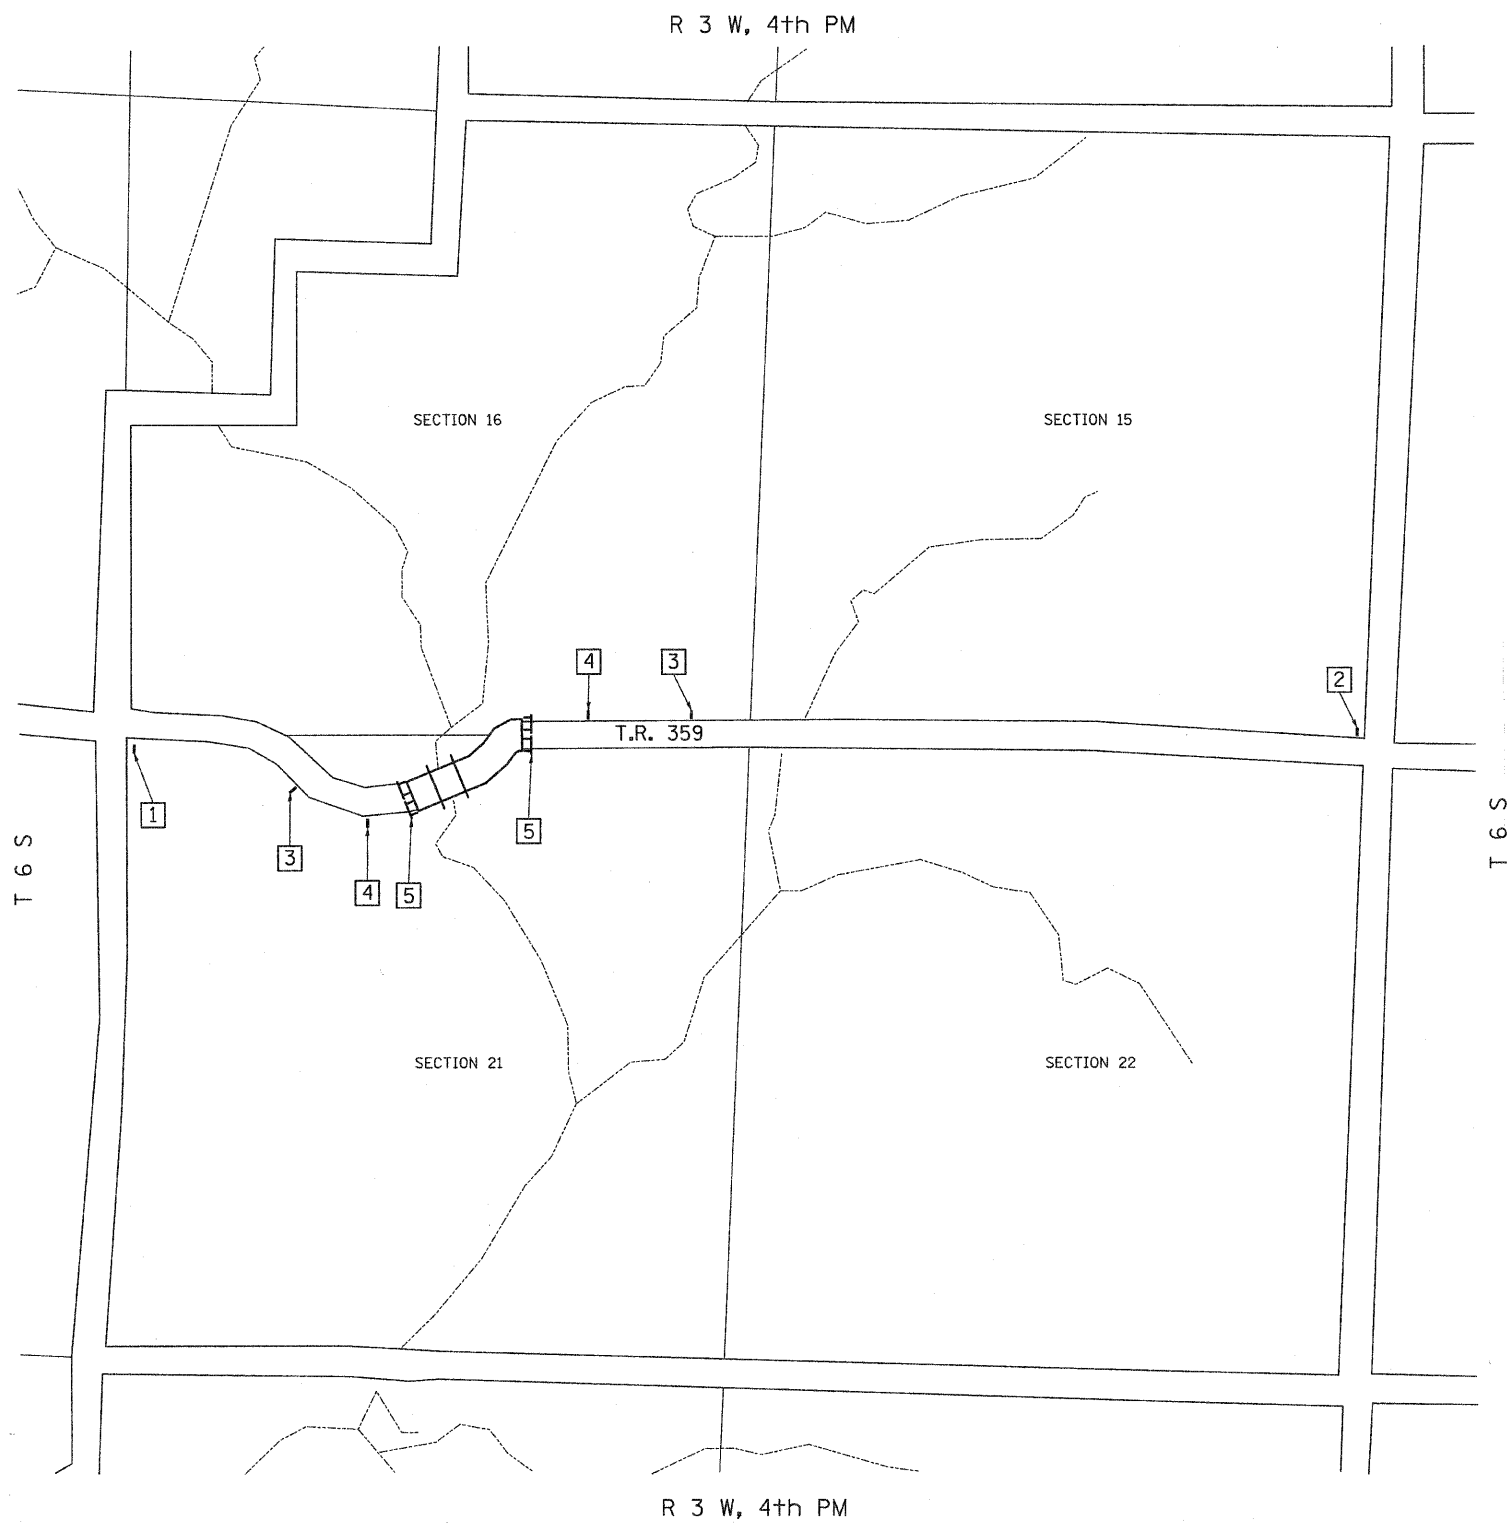 R 3 W, 4th PM
SECTION 16
SECTION 15
4
3
2
T.R. 359
1
5
3
4
5
T 6 S
T 6 S
SECTION 21
SECTION 22
R 3 W, 4th PM